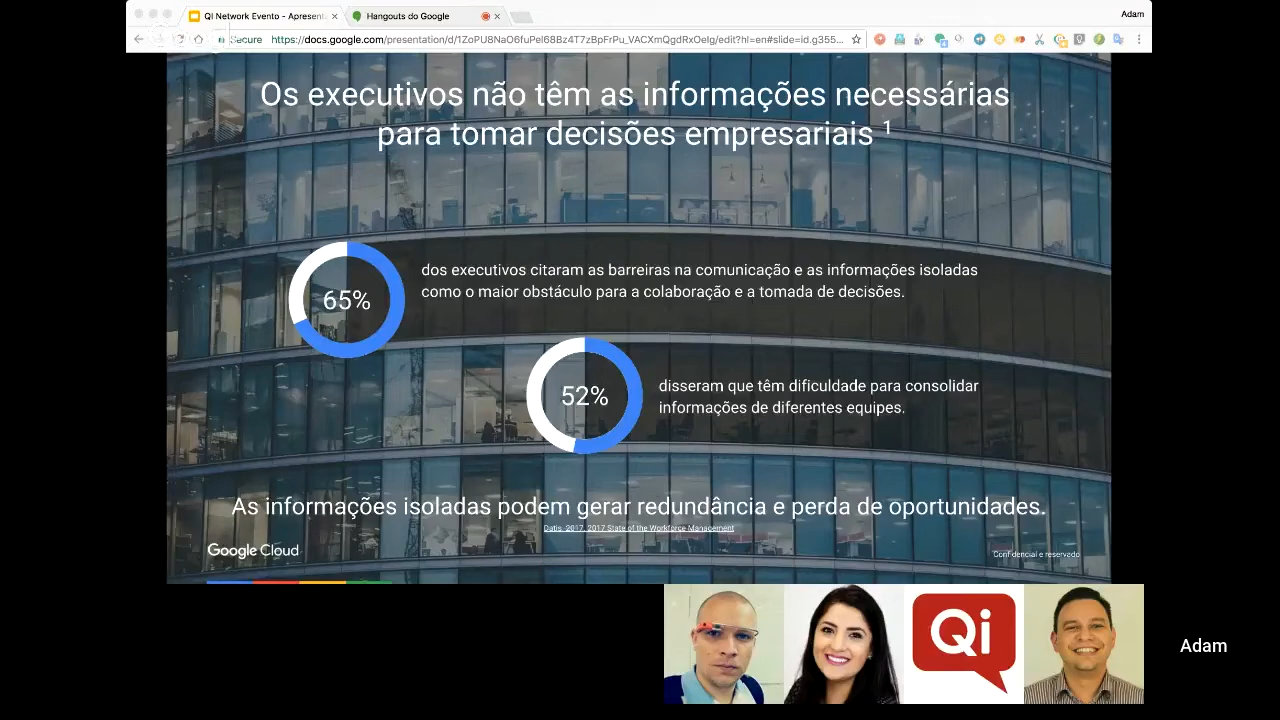 QI Network Evento - Apresent
Hangouts do Google
Adam
Secure
https://docs.google.com/presentation/d/1ZoPU8NaO6fuPel68Bz4T7zBpFrPu_VACXmQgdRxOeIg/edit?hl=en#slide=id.g355...
Os executivos não têm as informações necessárias
para tomar decisões empresariais 1
65%
dos executivos citaram as barreiras na comunicação e as informações isoladas
como o maior obstáculo para a colaboração e a tomada de decisões.
52%
disseram que têm dificuldade para consolidar
informações de diferentes equipes.
As informações isoladas podem gerar redundância e perda de oportunidades.
Datis, 2017, 2017 State of the Workforce Management
Google Cloud
Confidencial e reservado
Qi
Adam